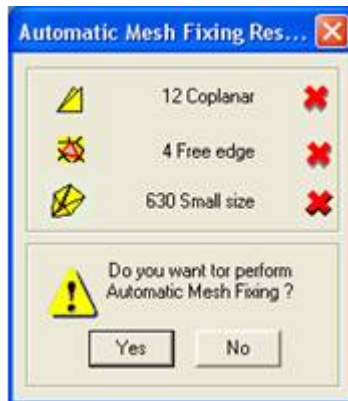 Automatic Mesh Fixing Res...
12 Coplanar
4 Free edge
630 Small size
Do you want tor perform
Automatic Mesh Fixing ?
Yes No